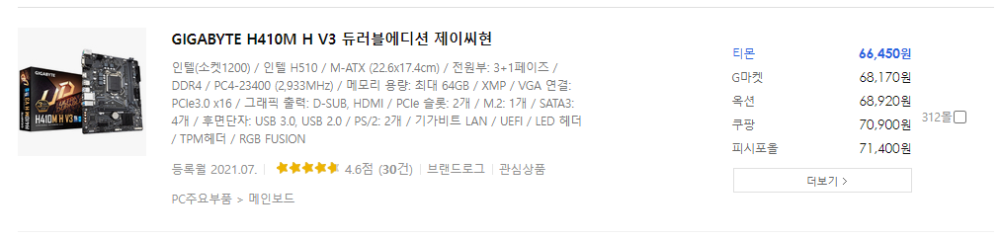 GIGABYTE H410M H V3 듀러블에디션 제이씨현
인텔(소켓1200) / 인텔 H510 / M-ATX (22.6x17.4cm) / 전원부: 3+1페이즈 /
DDR4 / PC4-23400 (2,933MHz) / 메모리 용량: 최대 64GB / XMP / VGA 연결:
PCIe3.0 x16 / 그래픽 출력: D-SUB, HDMI / PCIe 슬롯: 2개 / M.2: 1개 / SATA3:
4개 / 후면단자: USB 3.0, USB 2.0 / PS/2: 2개 / 기가비트 LAN / UEFI / LED 헤더
/ TPM헤더 / RGB FUSION
등록월 2021.07. 4.6점 (30건) 브랜드로그 관심상품
PC주요부품 > 메인보드
GIGABYTE
UD
H410M H V3
티몬 66,450원
G마켓 68,170원
옥션 68,920원
쿠팡 70,900원
피시포올 71,400원
더보기 >
312몰